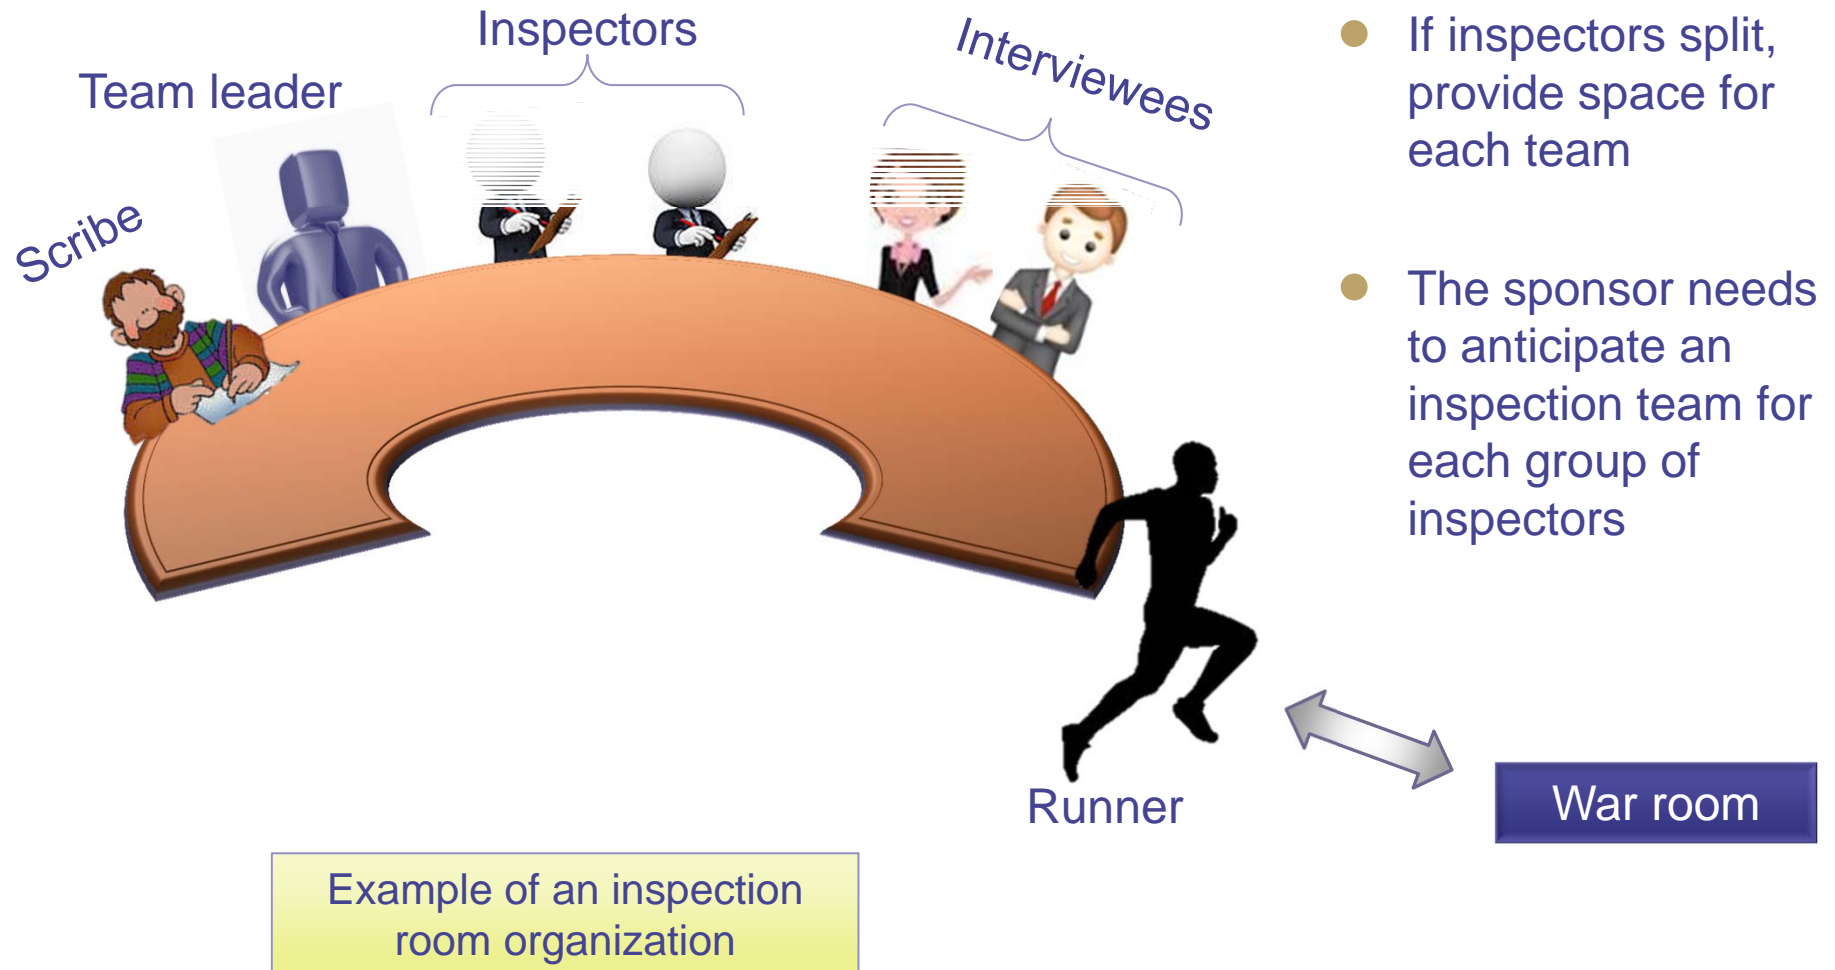 Inspectors
Interviewees
Team leader
Scribe
● If inspectors split,
provide space for
each team
● The sponsor needs
to anticipate an
inspection team for
each group of
inspectors
Runner
War room
Example of an inspection
room organization